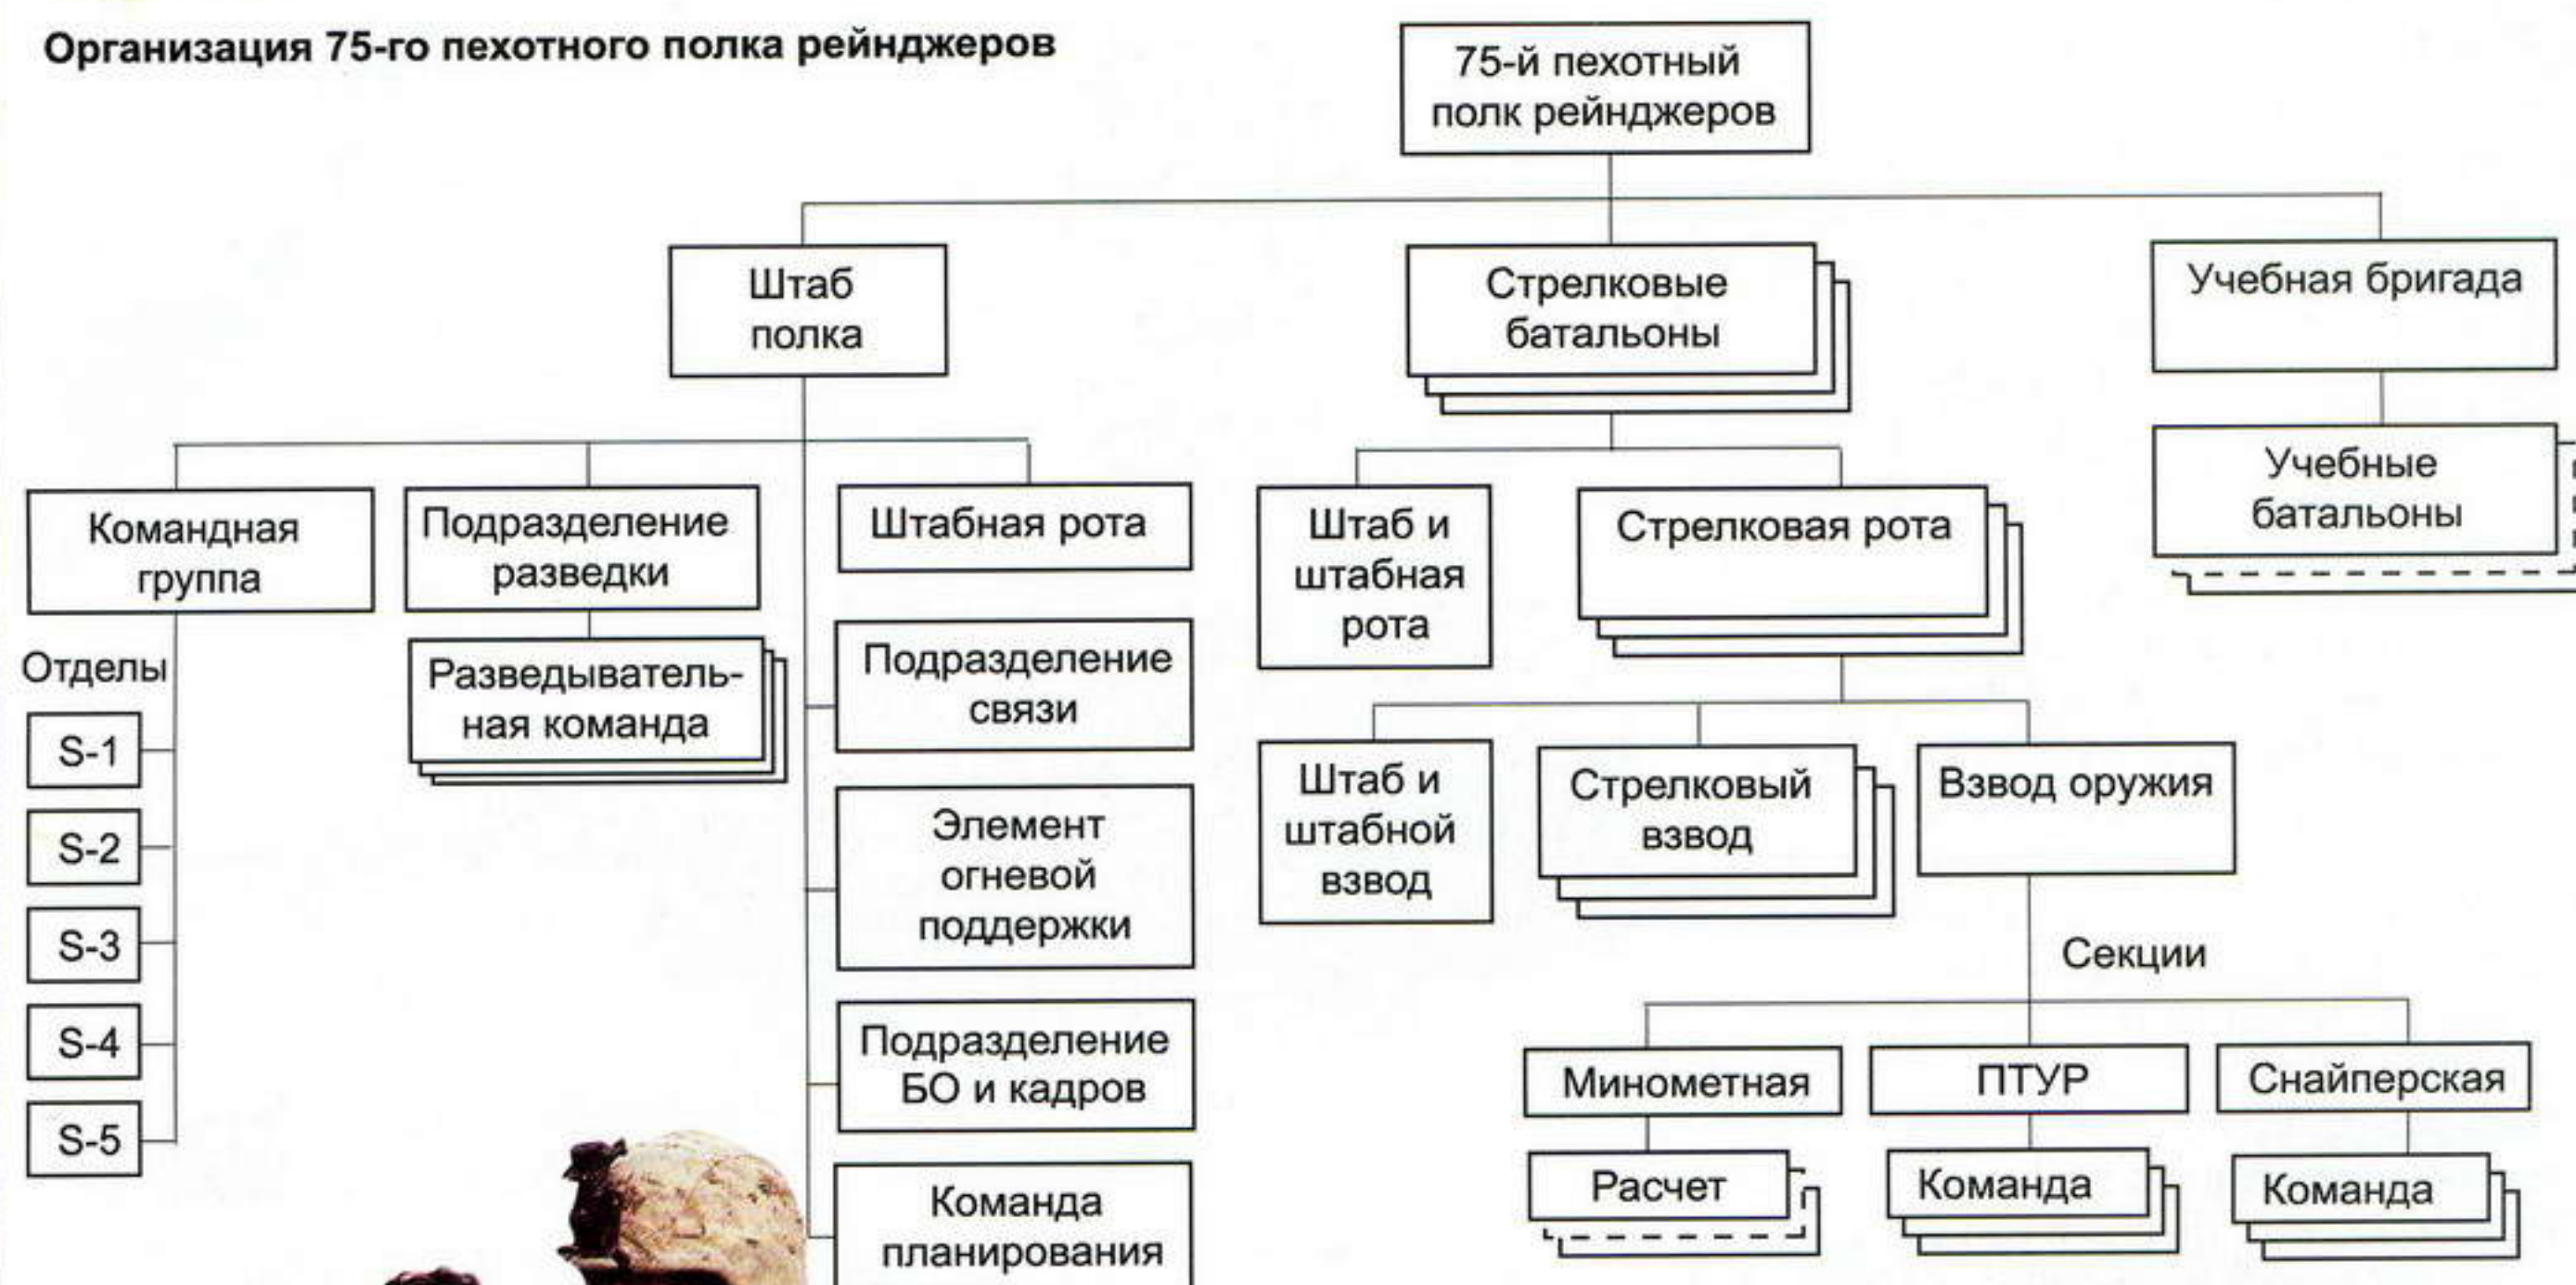 Организация 75-го пехотного полка рейнджеров
75-й пехотный
полк рейнджеров
Штаб
полка
Стрелковые
батальоны
Учебная бригада
Учебные
батальоны
Командная
группа
Подразделение
разведки
Штабная рота
Штаб и
штабная
рота
Стрелковая рота
Отделы
S-1
S-2
S-3
S-4
S-5
Разведыватель-
ная команда
Подразделение
связи
Элемент
огневой
поддержки
Подразделение
БО и кадров
Команда
планирования
Штаб и
штабной
взвод
Стрелковый
взвод
Взвод оружия
Секции
Минометная
ПТУР
Снайперская
Расчет
Команда
Команда